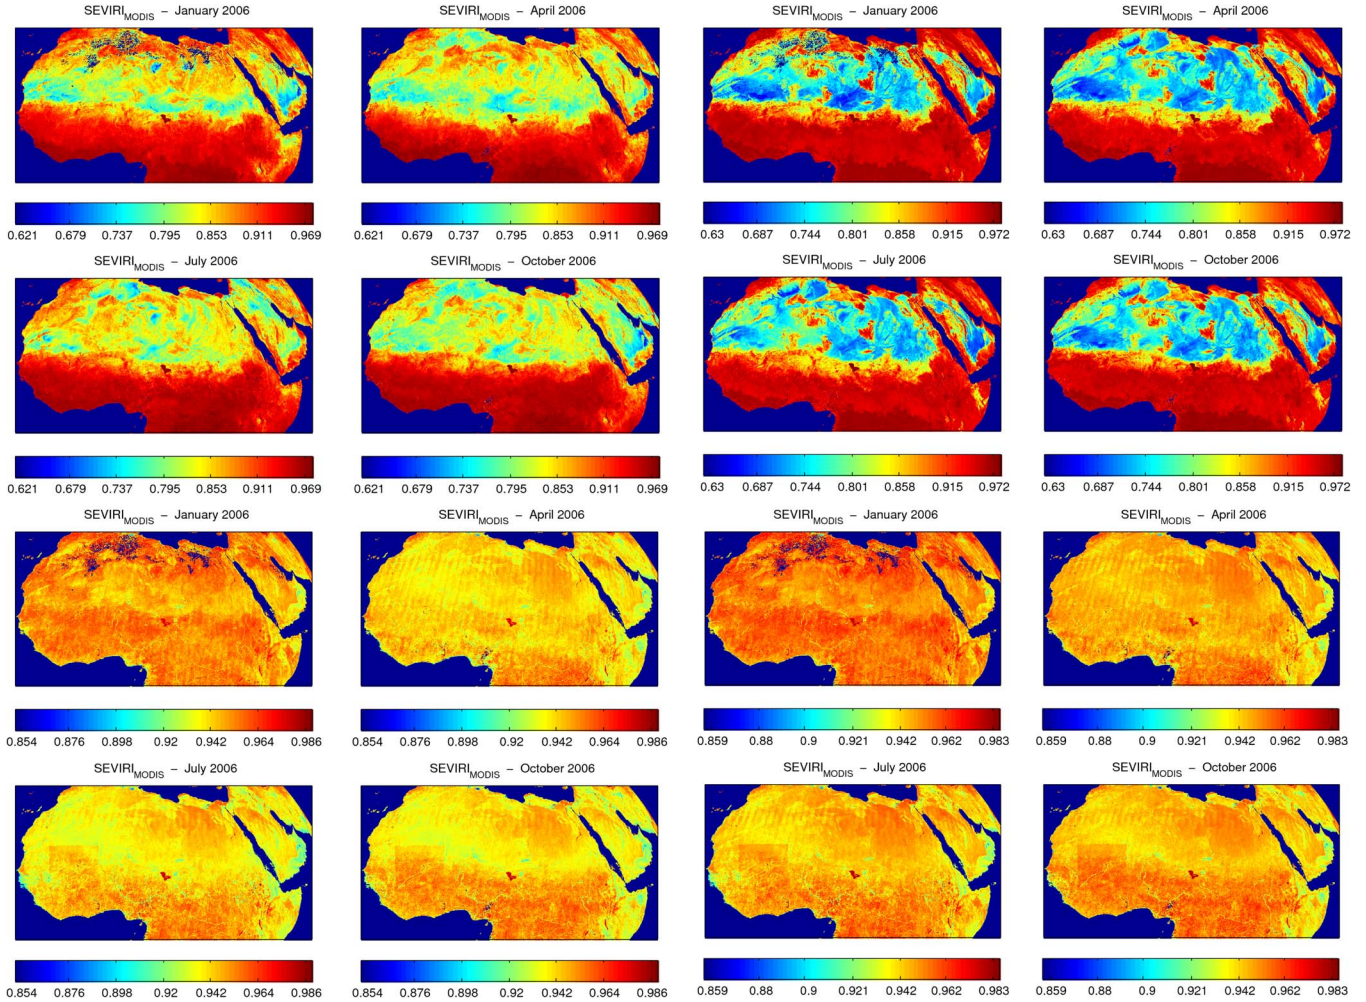 SEVIRI_MODIS – January 2006
SEVIRI_MODIS – April 2006
SEVIRI_MODIS – January 2006
SEVIRI_MODIS – April 2006
0.621 0.679 0.737 0.795 0.853 0.911 0.969
0.621 0.679 0.737 0.795 0.853 0.911 0.969
0.63 0.687 0.744 0.801 0.858 0.915 0.972
0.63 0.687 0.744 0.801 0.858 0.915 0.972
SEVIRI_MODIS – July 2006
SEVIRI_MODIS – October 2006
SEVIRI_MODIS – July 2006
SEVIRI_MODIS – October 2006
0.621 0.679 0.737 0.795 0.853 0.911 0.969
0.621 0.679 0.737 0.795 0.853 0.911 0.969
0.63 0.687 0.744 0.801 0.858 0.915 0.972
0.63 0.687 0.744 0.801 0.858 0.915 0.972
SEVIRI_MODIS – January 2006
SEVIRI_MODIS – April 2006
SEVIRI_MODIS – January 2006
SEVIRI_MODIS – April 2006
0.854 0.876 0.898 0.92 0.942 0.964 0.986
0.854 0.876 0.898 0.92 0.942 0.964 0.986
0.859 0.88 0.9 0.921 0.942 0.962 0.983
0.859 0.88 0.9 0.921 0.942 0.962 0.983
SEVIRI_MODIS – July 2006
SEVIRI_MODIS – October 2006
SEVIRI_MODIS – July 2006
SEVIRI_MODIS – October 2006
0.854 0.876 0.898 0.92 0.942 0.964 0.986
0.854 0.876 0.898 0.92 0.942 0.964 0.986
0.859 0.88 0.9 0.921 0.942 0.962 0.983
0.859 0.88 0.9 0.921 0.942 0.962 0.983